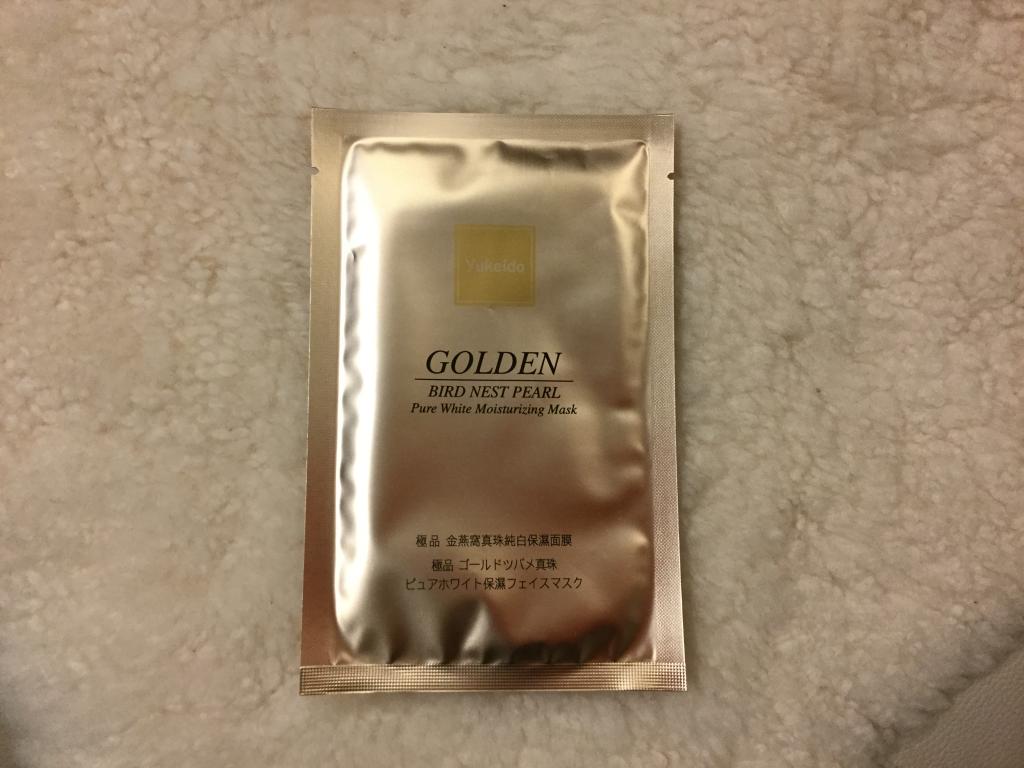 Yukeido
GOLDEN
BIRD NEST PEARL
Pure White Moisturizing Mask
極品 金燕窩真珠純白保濕面膜
極品 ゴールドツバメ真珠
ピュアホワイト保濕フェイスマスク